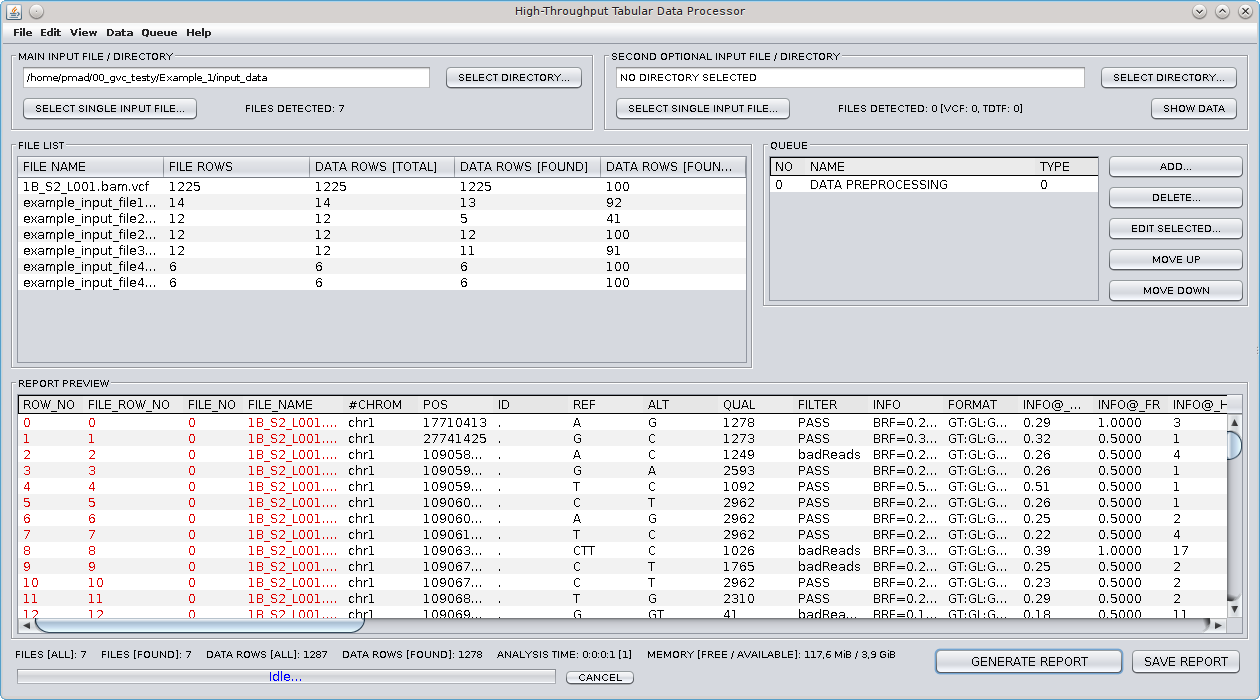 High-Throughput Tabular Data Processor
File Edit View Data Queue Help
MAIN INPUT FILE / DIRECTORY
/home/pmad/00_gvc_testy/Example_1/input_data
SELECT DIRECTORY...
SELECT SINGLE INPUT FILE...
FILES DETECTED: 7
SECOND OPTIONAL INPUT FILE / DIRECTORY
NO DIRECTORY SELECTED
SELECT DIRECTORY...
SELECT SINGLE INPUT FILE...
FILES DETECTED: 0 [VCF: 0, TDTF: 0]
SHOW DATA
FILE LIST
FILE NAME FILE ROWS DATA ROWS [TOTAL] DATA ROWS [FOUND] DATA ROWS [FOUN...
1B_S2_L001.bam.vcf 1225 1225 1225 100
example_input_file1... 14 14 13 92
example_input_file2... 12 12 5 41
example_input_file2... 12 12 12 100
example_input_file3... 12 12 11 91
example_input_file4... 6 6 6 100
example_input_file4... 6 6 6 100
QUEUE
NO NAME TYPE
0 DATA PREPROCESSING 0
ADD...
DELETE...
EDIT SELECTED...
MOVE UP
MOVE DOWN
REPORT PREVIEW
ROW_NO FILE_ROW_NO FILE_NO FILE_NAME #CHROM POS ID REF ALT QUAL FILTER INFO FORMAT INFO@_... INFO@_FR INFO@_H
0 0 0 1B_S2_L001.... chr1 17710413 . A G 1278 PASS BRF=0.2... GT:GL:G... 0.29 1.0000 3
1 1 0 1B_S2_L001.... chr1 27741425 . G C 1273 PASS BRF=0.3... GT:GL:G... 0.32 0.5000 1
2 2 0 1B_S2_L001.... chr1 109058... . A C 1249 badReads BRF=0.2... GT:GL:G... 0.26 0.5000 4
3 3 0 1B_S2_L001.... chr1 109059... . G A 2593 PASS BRF=0.2... GT:GL:G... 0.26 0.5000 1
4 4 0 1B_S2_L001.... chr1 109059... . T C 1092 PASS BRF=0.5... GT:GL:G... 0.51 0.5000 1
5 5 0 1B_S2_L001.... chr1 109060... . C T 2962 PASS BRF=0.2... GT:GL:G... 0.26 0.5000 1
6 6 0 1B_S2_L001.... chr1 109060... . A G 2962 PASS BRF=0.2... GT:GL:G... 0.25 0.5000 2
7 7 0 1B_S2_L001.... chr1 109061... . T C 2962 PASS BRF=0.2... GT:GL:G... 0.22 0.5000 4
8 8 0 1B_S2_L001.... chr1 109063... . CTT C 1026 badReads BRF=0.3... GT:GL:G... 0.39 1.0000 17
9 9 0 1B_S2_L001.... chr1 109067... . C T 1765 badReads BRF=0.2... GT:GL:G... 0.25 0.5000 2
10 10 0 1B_S2_L001.... chr1 109067... . C T 2962 PASS BRF=0.2... GT:GL:G... 0.23 0.5000 2
11 11 0 1B_S2_L001.... chr1 109068... . T G 2310 PASS BRF=0.2... GT:GL:G... 0.29 0.5000 2
12 12 0 1B_S2_L001.... chr1 109069... . G GT 41 badRea... BRF=0.1... GT:GL:G... 0.18 0.5000 11
FILES [ALL]: 7 FILES [FOUND]: 7 DATA ROWS [ALL]: 1287 DATA ROWS [FOUND]: 1278 ANALYSIS TIME: 0:0:0:1 [1] MEMORY [FREE / AVAILABLE]: 117,6 MiB / 3,9 GiB
Idle...
CANCEL
GENERATE REPORT
SAVE REPORT